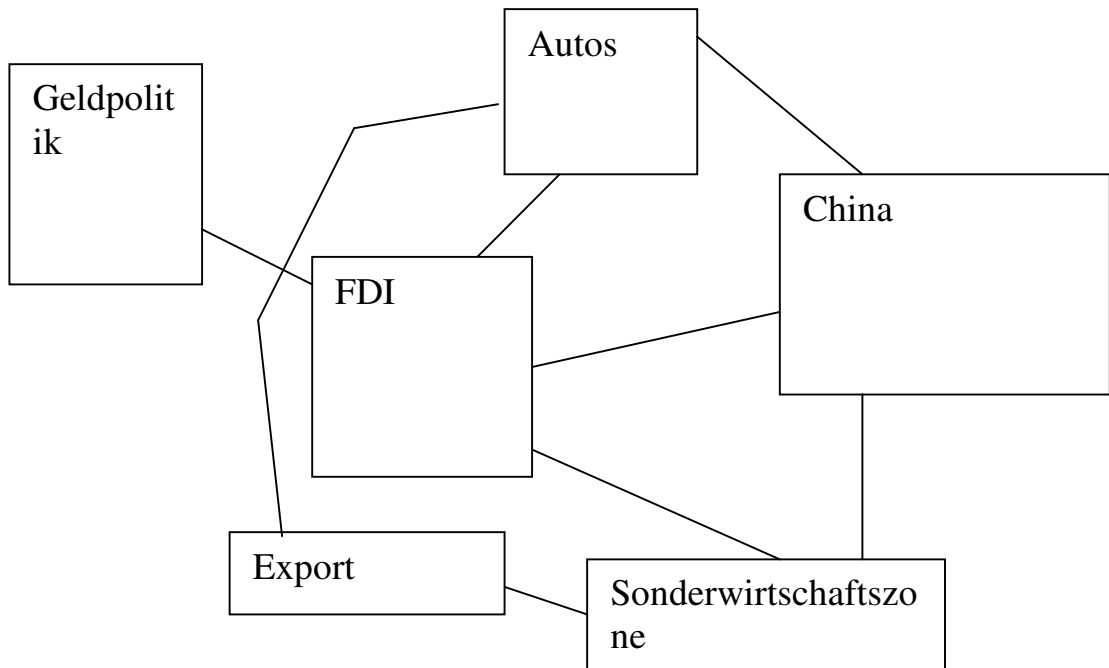 Autos
Geldpolit
ik
China
FDI
Export
Sonderwirtschaftszo
ne